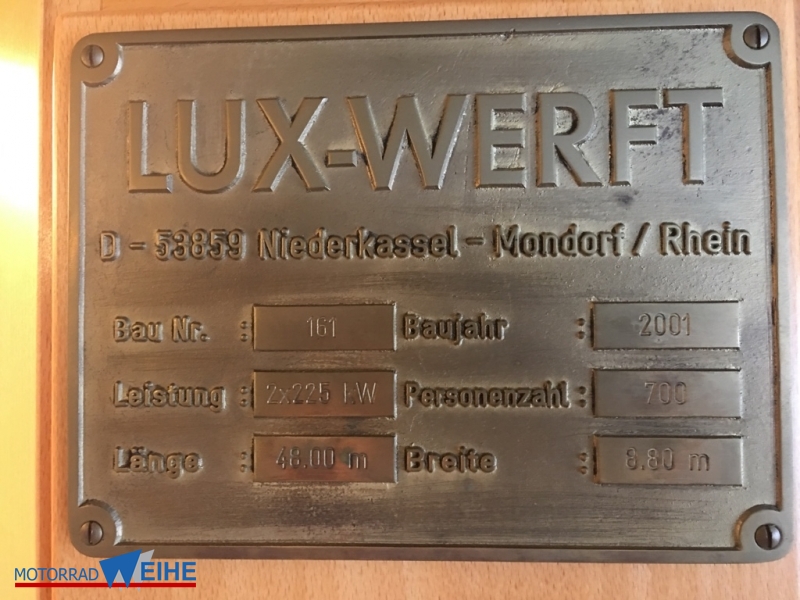 LUX-WERFT
D - 53859 Niederkassel - Mondorf / Rhein
Bau Nr. : 161 Baujahr : 2001
Leistung : 2x225 kW Personenzahl : 700
Länge : 48.00 m Breite : 8.80 m
MOTORRAD WEIHE